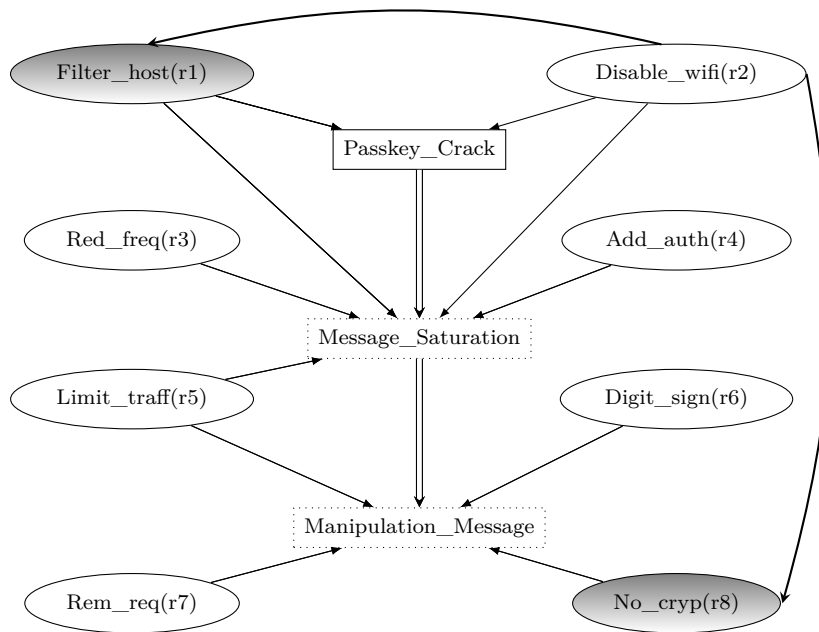 Filter_host(r1)
Disable_wifi(r2)
Passkey_Crack
Red_freq(r3)
Add_auth(r4)
Message_Saturation
Limit_traff(r5)
Digit_sign(r6)
Manipulation_Message
Rem_req(r7)
No_cryp(r8)